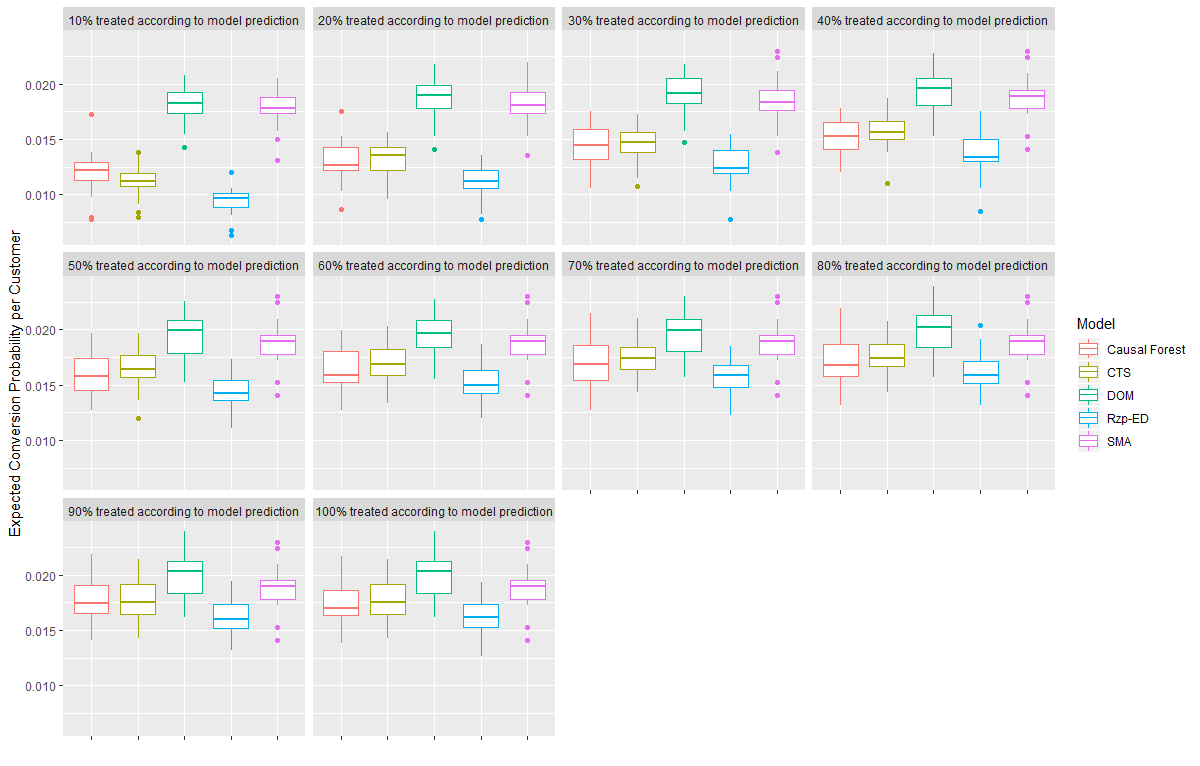 10% treated according to model prediction
20% treated according to model prediction
30% treated according to model prediction
40% treated according to model prediction
0.020
0.015
0.010
50% treated according to model prediction
60% treated according to model prediction
70% treated according to model prediction
80% treated according to model prediction
0.020
0.015
0.010
90% treated according to model prediction
100% treated according to model prediction
0.020
0.015
0.010
Expected Conversion Probability per Customer
Model
Causal Forest
CTS
DOM
Rzp-ED
SMA